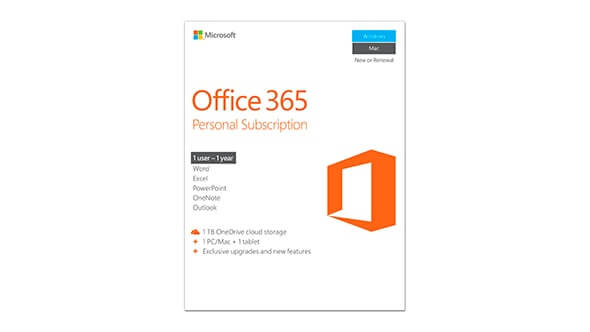 Microsoft
Windows
Mac
New or Renewal
Office 365
Personal Subscription
1 user – 1 year
Word
Excel
PowerPoint
OneNote
Outlook
1 TB OneDrive cloud storage
+ 1 PC/Mac + 1 tablet
+ Exclusive upgrades and new features